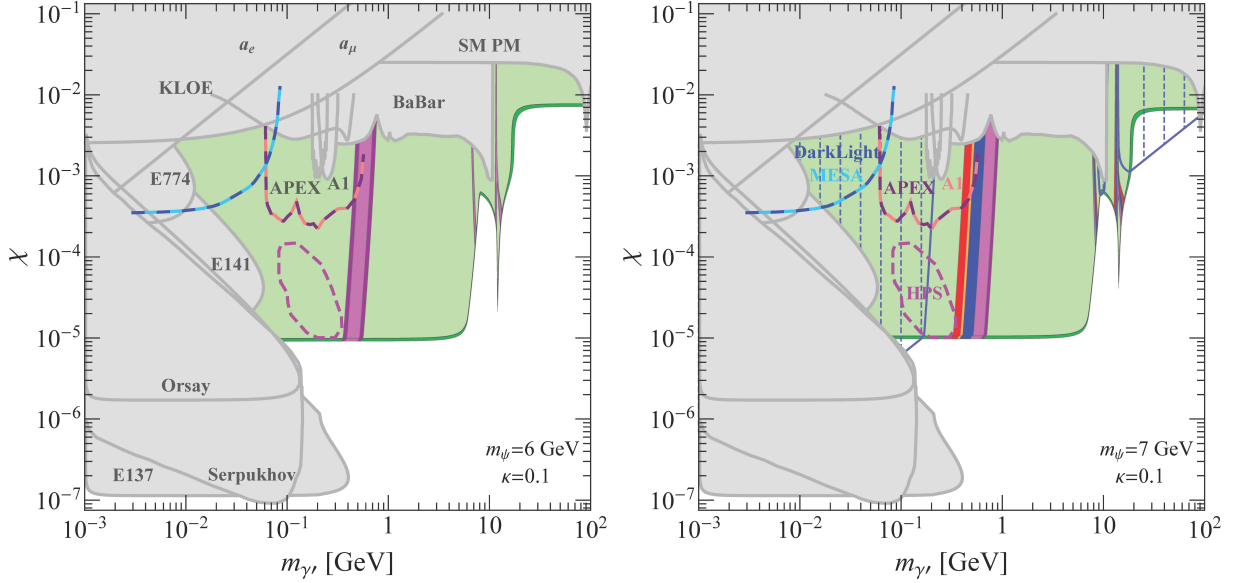 10⁻¹
10⁻²
10⁻³
10⁻⁴
10⁻⁵
10⁻⁶
10⁻⁷
χ
a_e
a_μ
SM PM
KLOE
BaBar
E774
APEX
A1
E141
Orsay
E137
Serpukhov
m_ψ=6 GeV
κ=0.1
10⁻³
10⁻²
10⁻¹
1
10
10²
m_γ′ [GeV]
10⁻¹
10⁻²
10⁻³
10⁻⁴
10⁻⁵
10⁻⁶
10⁻⁷
χ
DarkLight
MESA
APEX
A1
HPS
m_ψ=7 GeV
κ=0.1
10⁻³
10⁻²
10⁻¹
1
10
10²
m_γ′ [GeV]